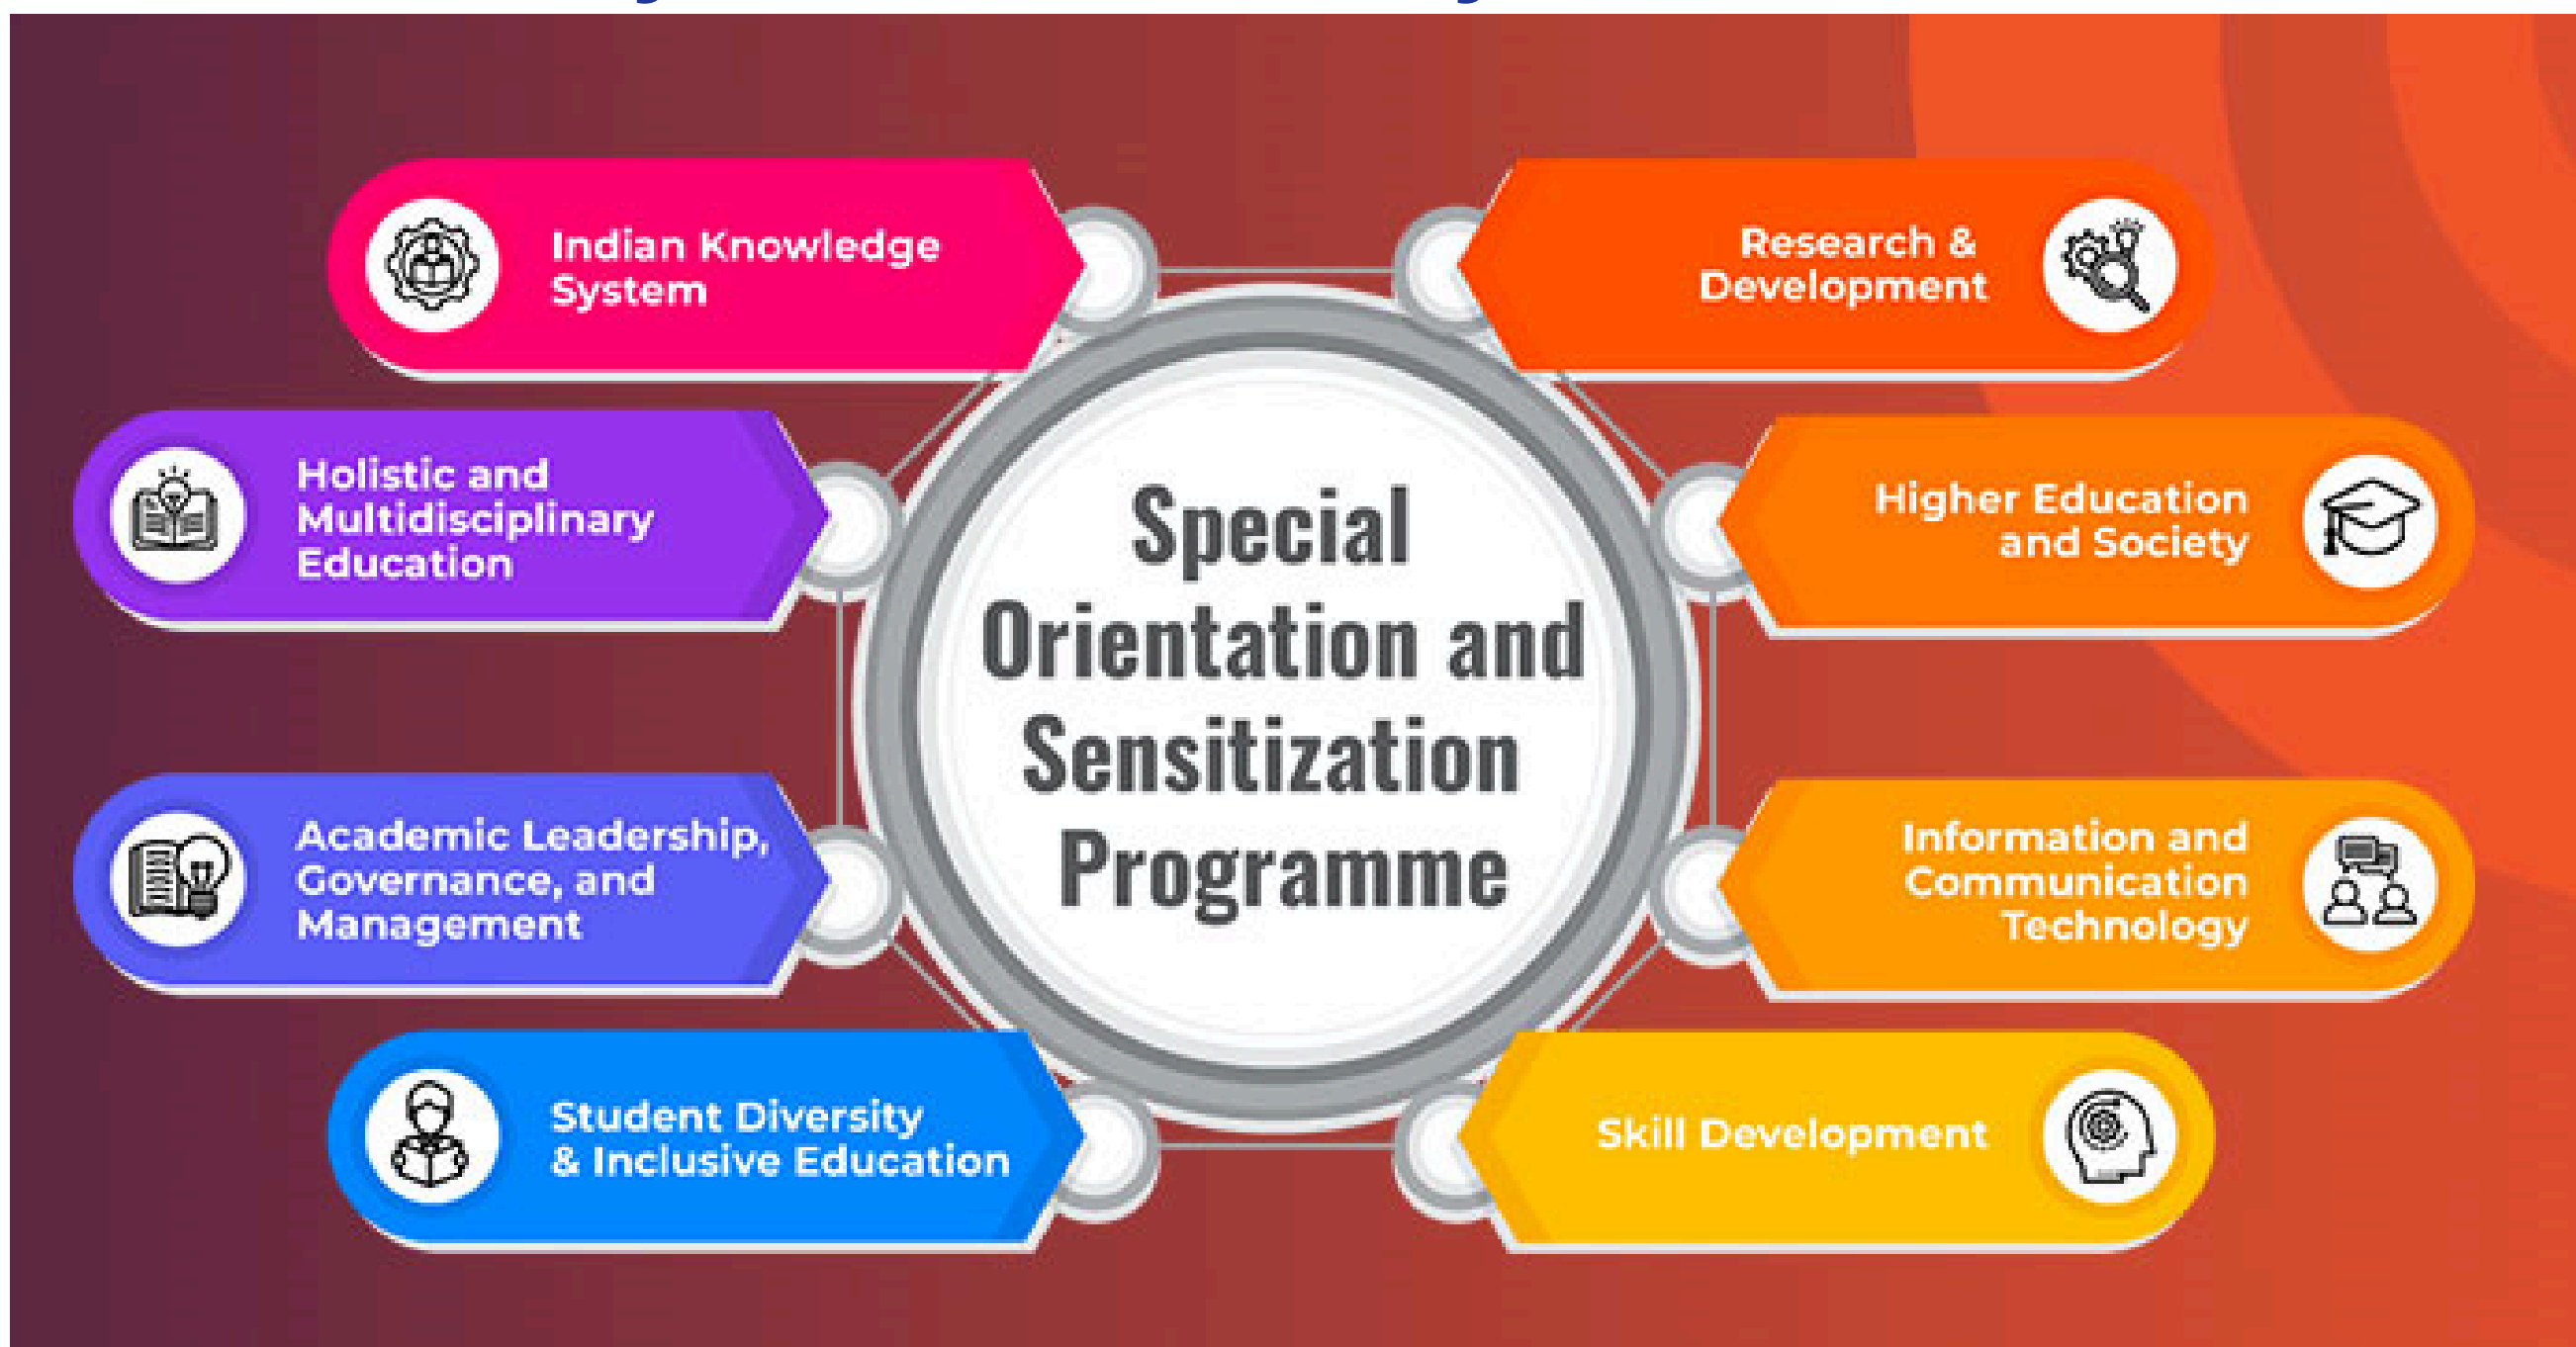 Indian Knowledge
System
Holistic and
Multidisciplinary
Education
Academic Leadership,
Governance, and
Management
Student Diversity
& Inclusive Education
Special
Orientation and
Sensitization
Programme
Research &
Development
Higher Education
and Society
Information and
Communication
Technology
Skill Development